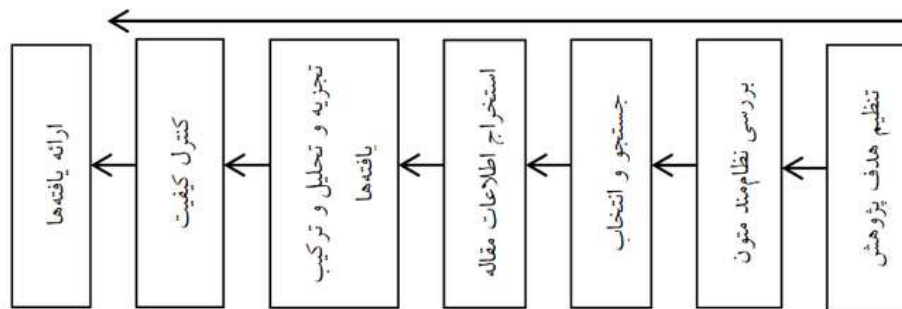 تنظیم هدف پژوهش
بررسی نظام‌مند متون
جستجو و انتخاب
استخراج اطلاعات مقاله
تجزیه و تحلیل و ترکیب
یافته‌ها
کنترل کیفیت
ارائه یافته‌ها